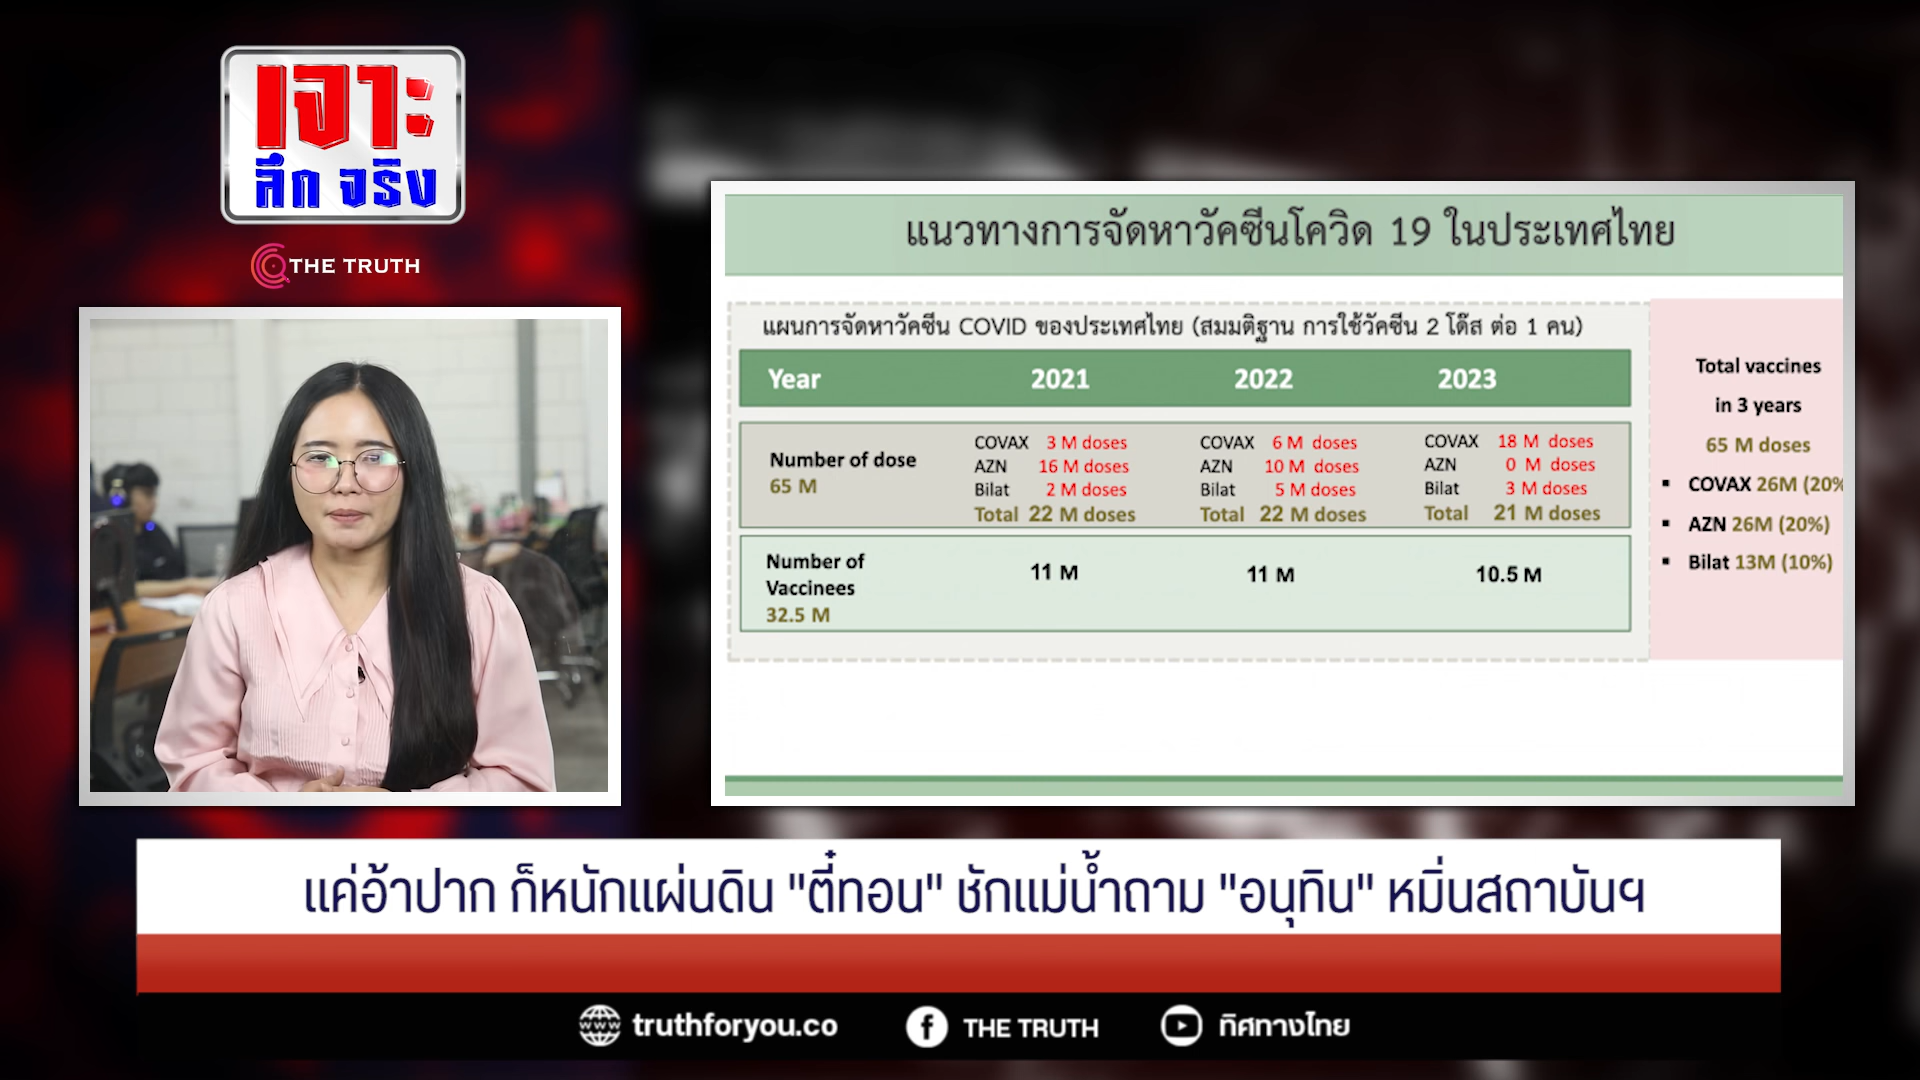 เจาะ
ลึก จริง
THE TRUTH
แนวทางการจัดหาวัคซีนโควิด 19 ในประเทศไทย
แผนการจัดหาวัคซีน COVID ของประเทศไทย (สมมติฐาน การใช้วัคซีน 2 โด๊ส ต่อ 1 คน)
Year 2021 2022 2023
Number of dose
65 M
COVAX 3 M doses
AZN 16 M doses
Bilat 2 M doses
Total 22 M doses
COVAX 6 M doses
AZN 10 M doses
Bilat 5 M doses
Total 22 M doses
COVAX 18 M doses
AZN 0 M doses
Bilat 3 M doses
Total 21 M doses
Number of
Vaccinees
32.5 M
11 M 11 M 10.5 M
Total vaccines
in 3 years
65 M doses
▪ COVAX 26M (20%
▪ AZN 26M (20%)
▪ Bilat 13M (10%)
แค่อ้าปาก ก็หนักแผ่นดิน "ตี๋ทอน" ชักแม่น้ำถาม "อนุทิน" หมิ่นสถาบันฯ
www truthforyou.co f THE TRUTH ทิศทางไทย